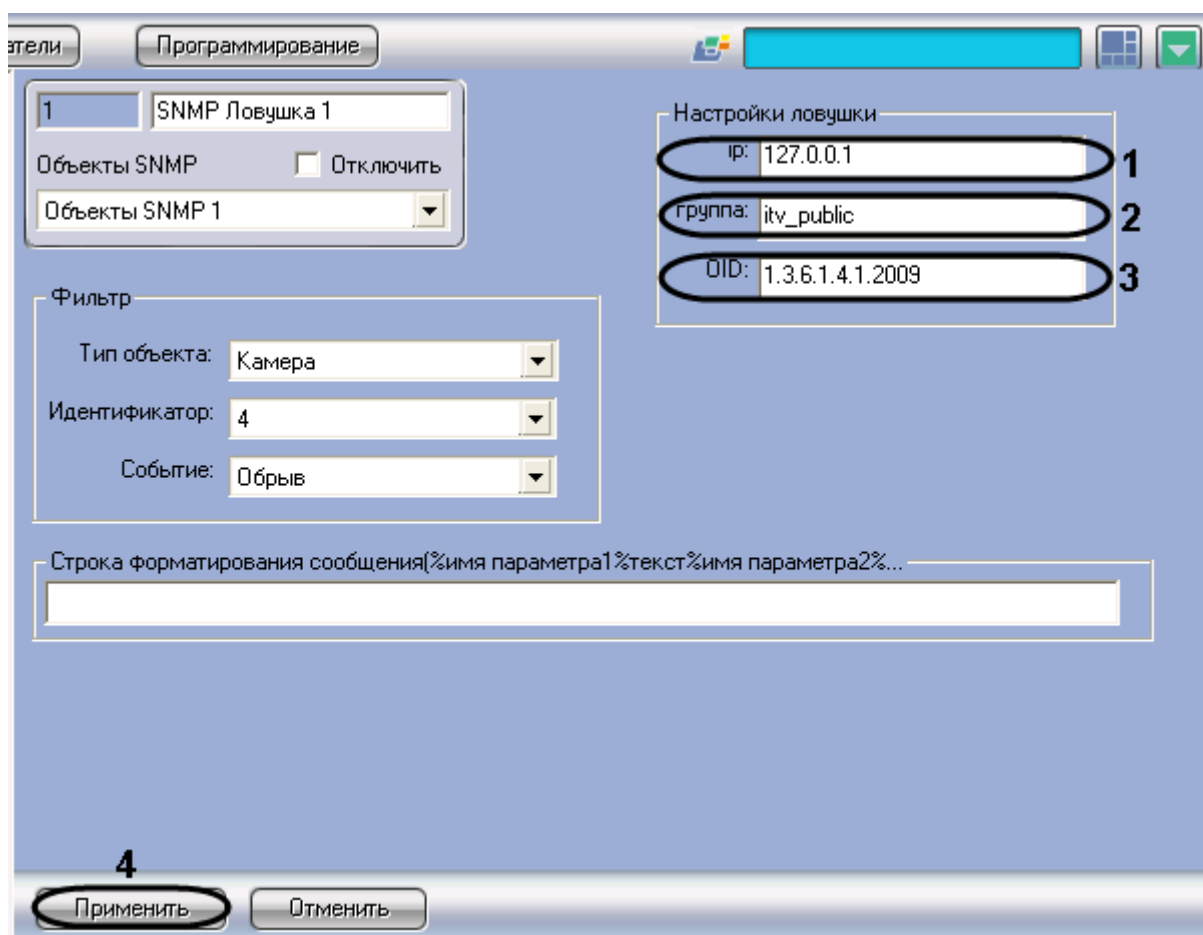 атели
Программирование
1
SNMP Ловушка 1
Объекты SNMP
Отключить
Объекты SNMP 1
Настройки ловушки
ip: 127.0.0.1
1
группа: itv_public
2
OID: 1.3.6.1.4.1.2009
3
Фильтр
Тип объекта: Камера
Идентификатор: 4
Событие: Обрыв
Строка форматирования сообщения(%имя параметра1%текст%имя параметра2%...
4
Применить
Отменить